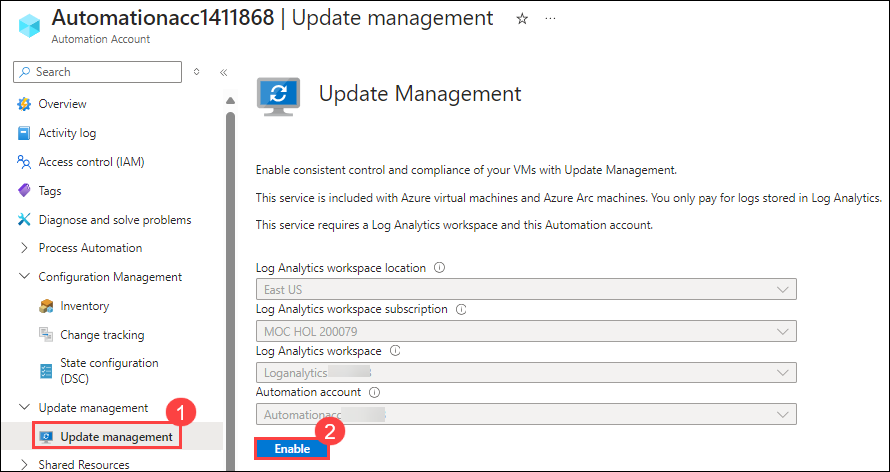 Automationacc1411868 | Update management
Automation Account
Search
Overview
Activity log
Access control (IAM)
Tags
Diagnose and solve problems
Process Automation
Configuration Management
Inventory
Change tracking
State configuration
(DSC)
Update management
1
Update management
Shared Resources
Update Management
Enable consistent control and compliance of your VMs with Update Management.
This service is included with Azure virtual machines and Azure Arc machines. You only pay for logs stored in Log Analytics.
This service requires a Log Analytics workspace and this Automation account.
Log Analytics workspace location
East US
Log Analytics workspace subscription
MOC HOL 200079
Log Analytics workspace
Loganalytics
Automation account
2
Enable